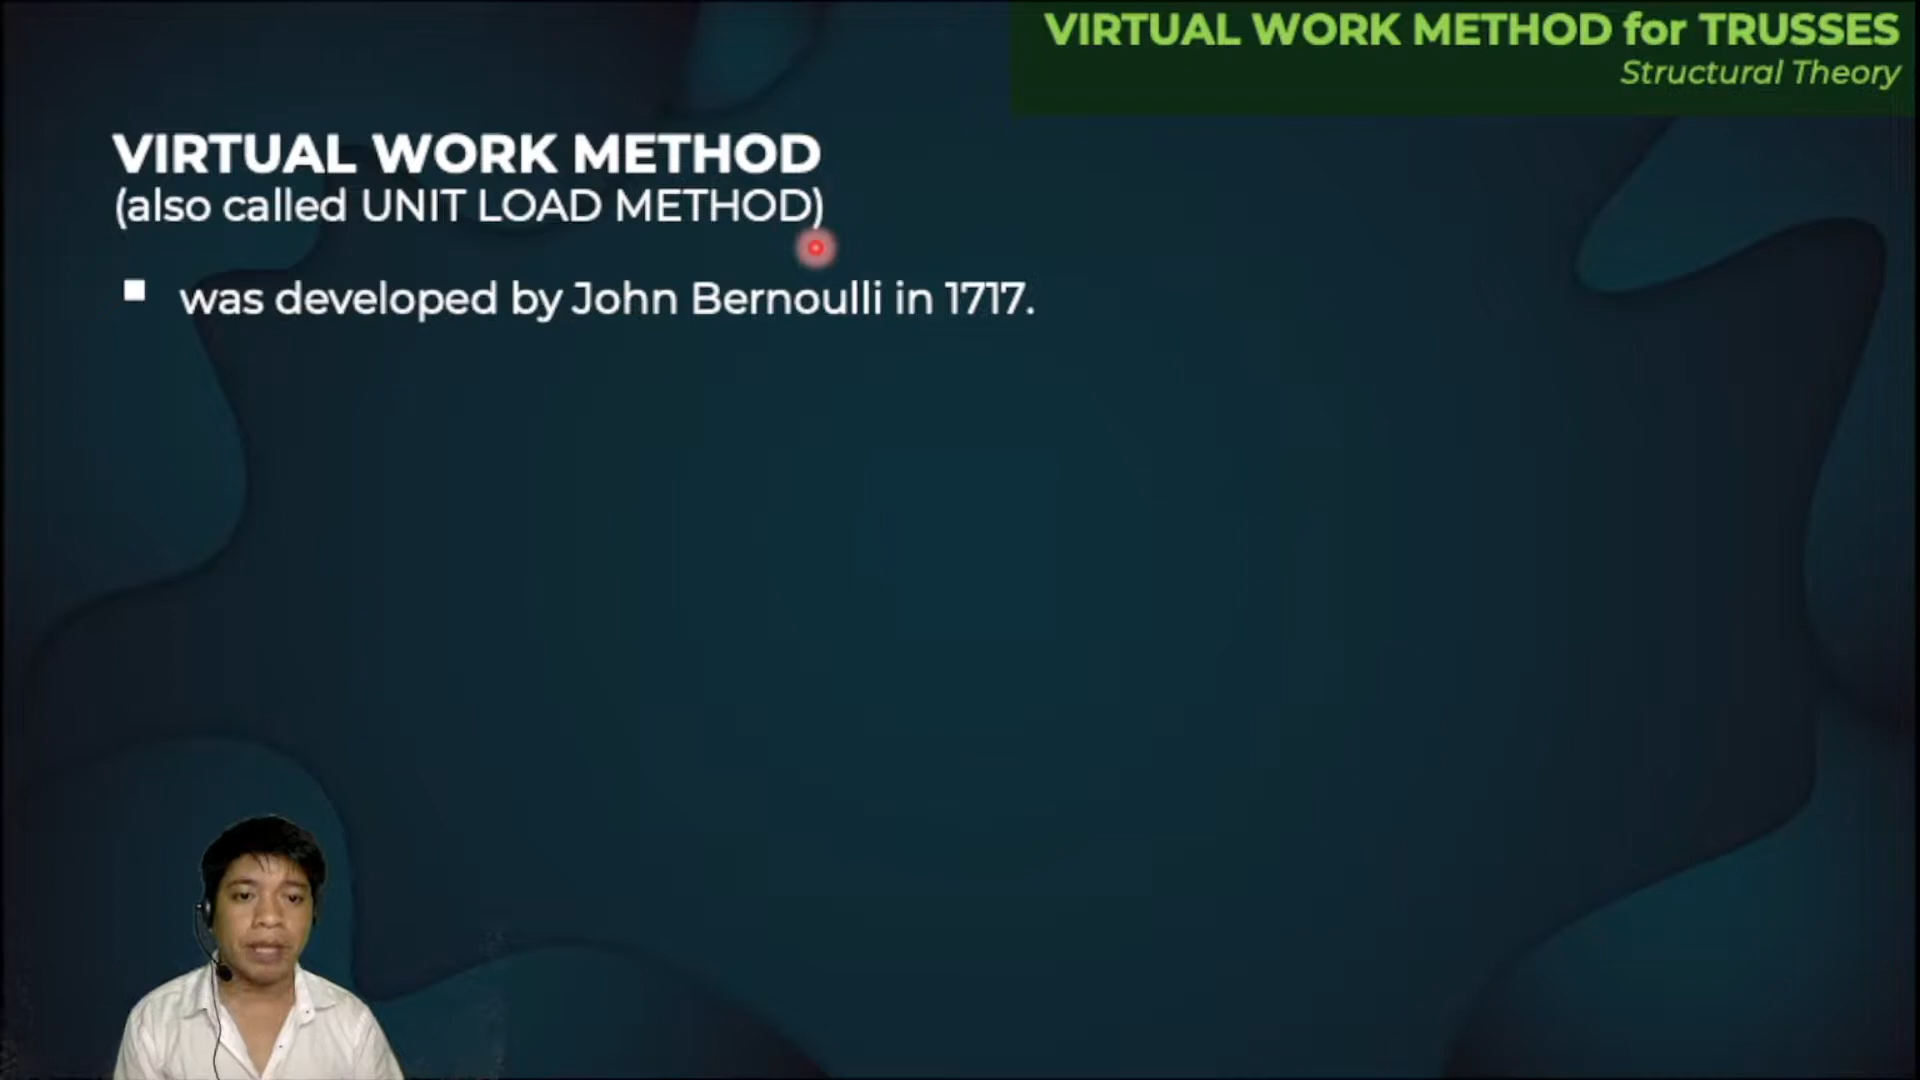 VIRTUAL WORK METHOD for TRUSSES
Structural Theory
VIRTUAL WORK METHOD
(also called UNIT LOAD METHOD)
was developed by John Bernoulli in 1717.